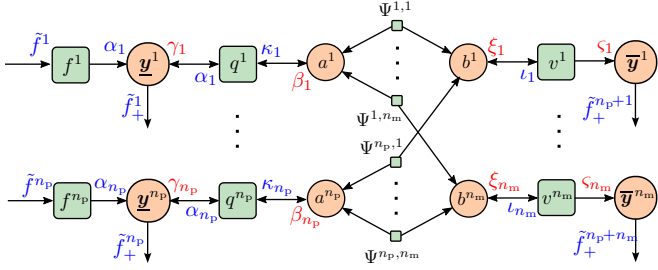 Ψ^{1,1}
f̃^1 α_1 γ_1 κ_1 ξ_1 ς_1
f^1 y̲^1 q^1 a^1 b^1 v^1 y̅^1
α_1 β_1 ι_1
f̃_+^1 Ψ^{1,n_m} f̃_+^{n_p+1}
Ψ^{n_p,1}
f̃^{n_p} α_{n_p} γ_{n_p} κ_{n_p} ξ_{n_m} ς_{n_m}
f^{n_p} y̲^{n_p} q^{n_p} a^{n_p} b^{n_m} v^{n_m} y̅^{n_m}
α_{n_p} β_{n_p} ι_{n_m}
f̃_+^{n_p} Ψ^{n_p,n_m} f̃_+^{n_p+n_m}